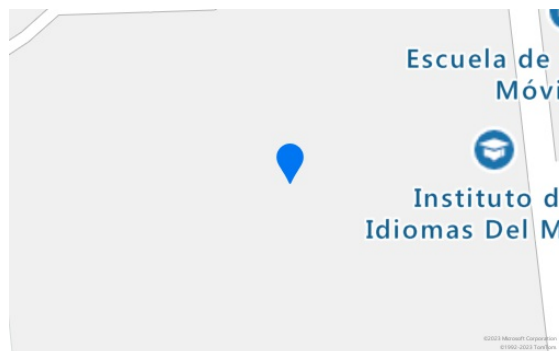 Escuela de
Móvi
Instituto d
Idiomas Del M
©2023 Microsoft Corporation
©1992-2023 TomTom